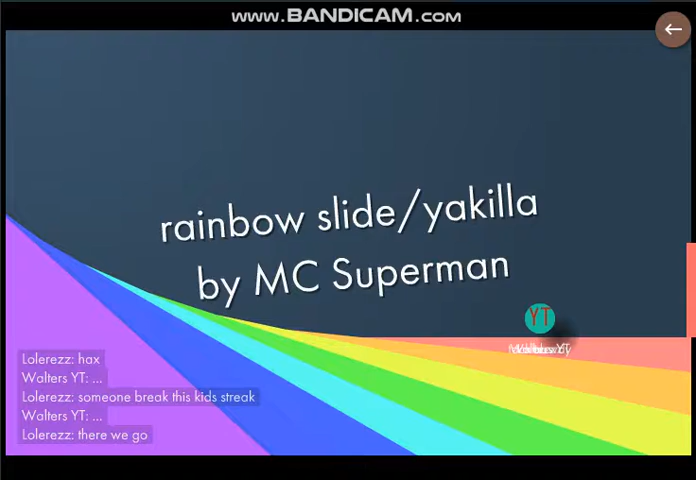 WWW.BANDICAM.COM
rainbow slide/yakilla
by MC Superman
YT
Lolerezz: hax
Walters YT: ...
Lolerezz: someone break this kids streak
Walters YT: ...
Lolerezz: there we go